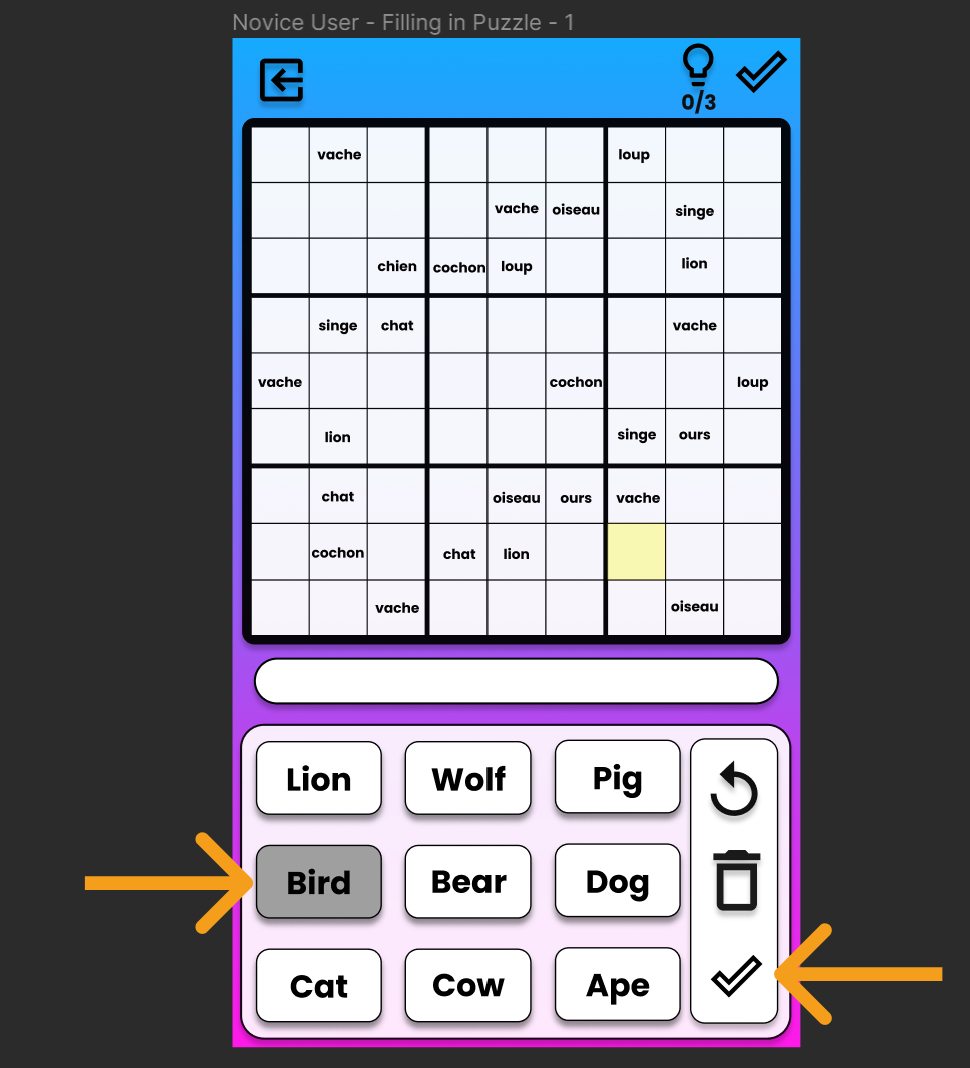 Novice User - Filling in Puzzle - 1
0/3
vache loup
vache oiseau singe
chien cochon loup lion
singe chat vache
vache cochon loup
lion singe ours
chat oiseau ours vache
cochon chat lion
vache oiseau
Lion Wolf Pig
Bird Bear Dog
Cat Cow Ape